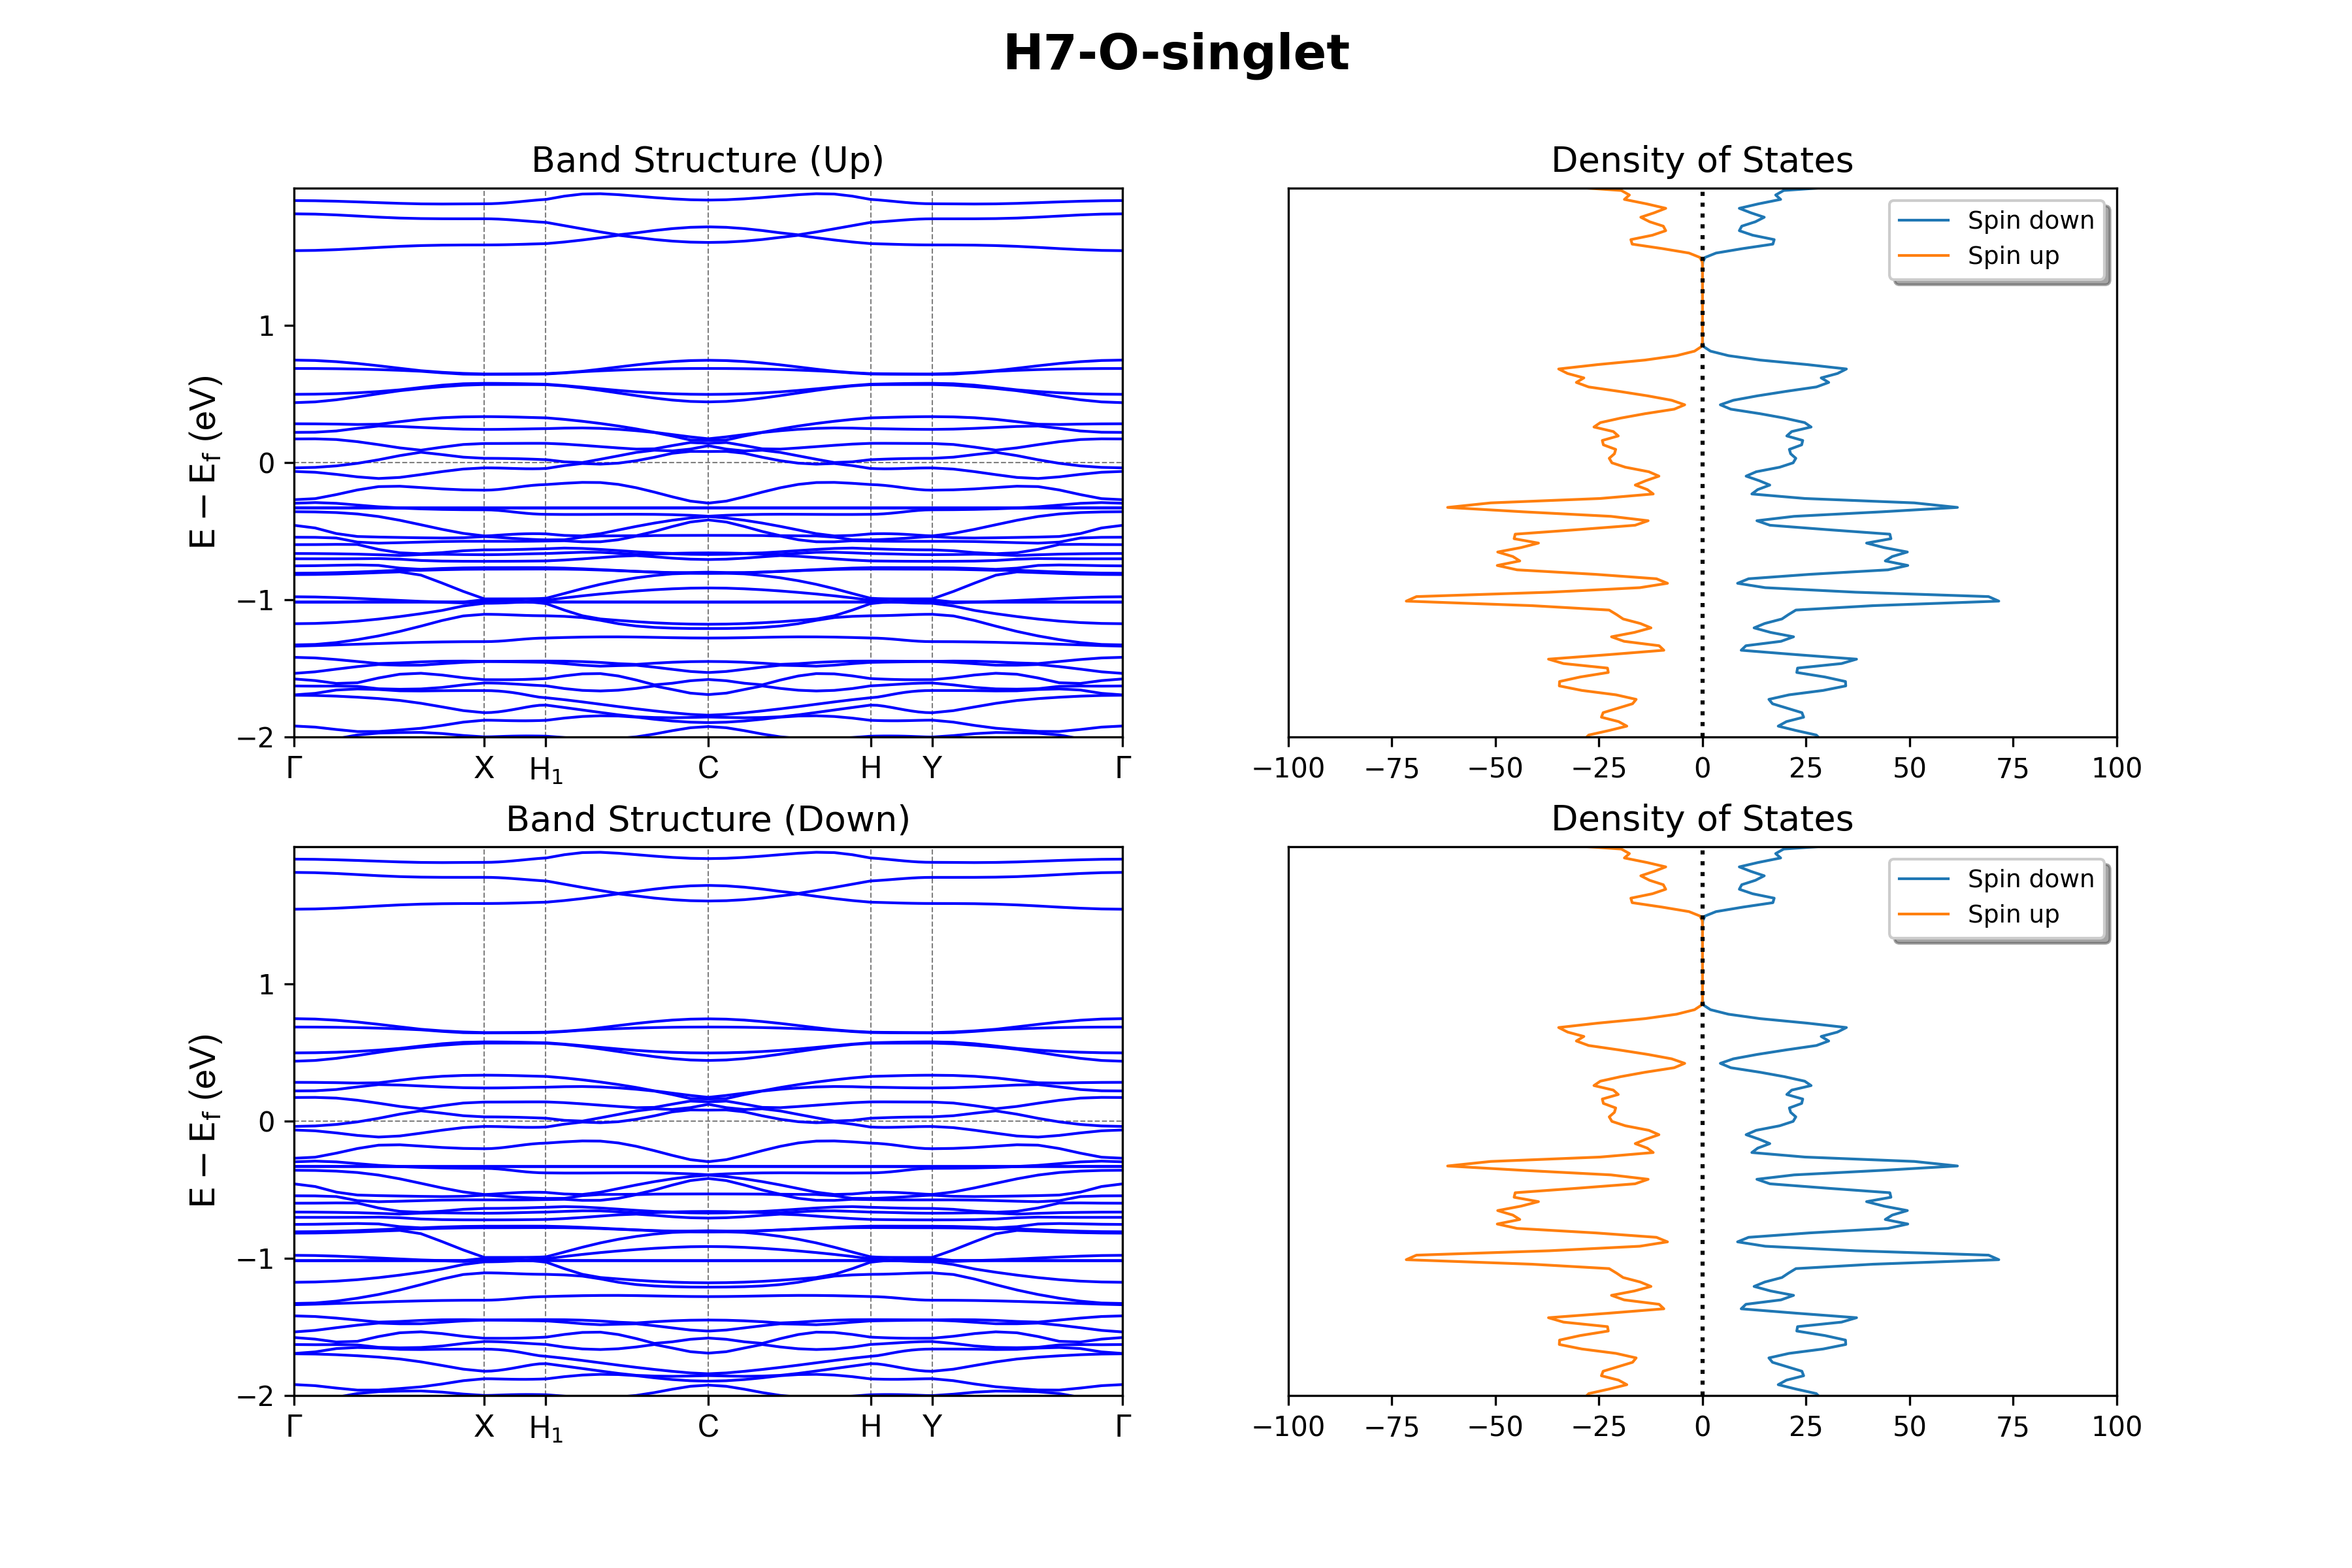 H7-O-singlet
Band Structure (Up)
E − E_f (eV)
1
0
−1
−2
Γ X H₁ C H Y Γ
Density of States
Spin down
Spin up
−100 −75 −50 −25 0 25 50 75 100
Band Structure (Down)
E − E_f (eV)
1
0
−1
−2
Γ X H₁ C H Y Γ
Density of States
Spin down
Spin up
−100 −75 −50 −25 0 25 50 75 100